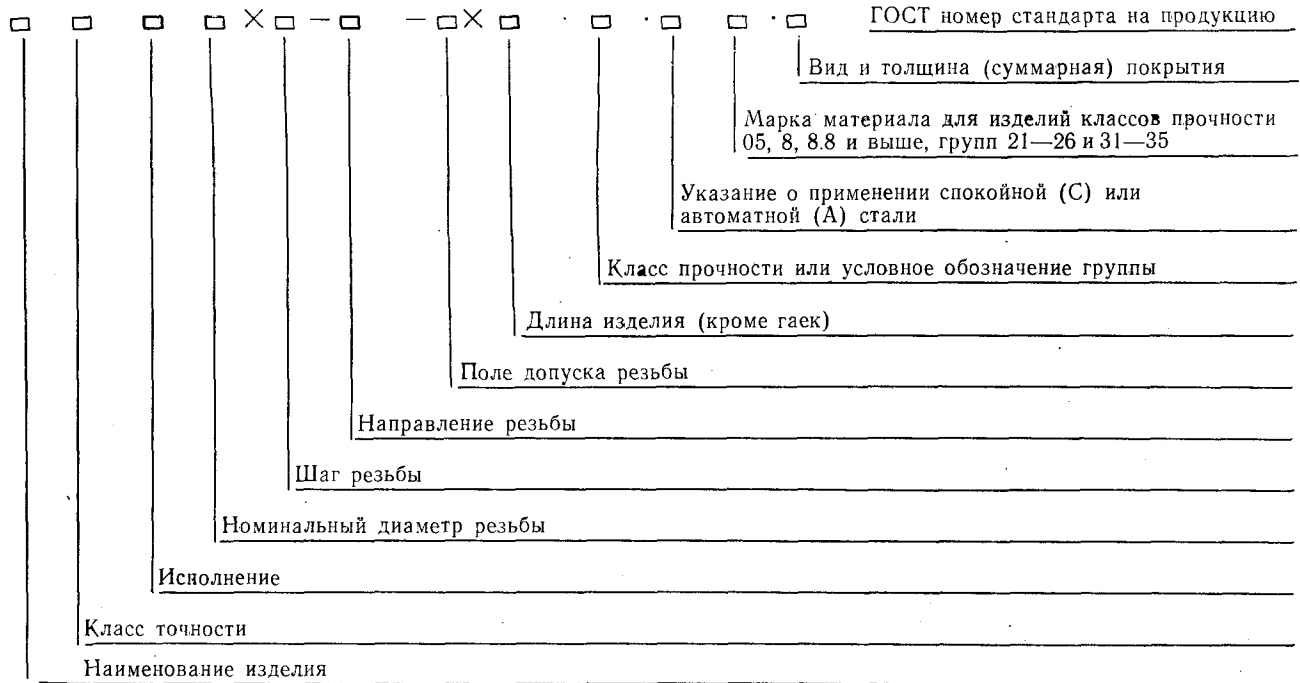 □ □ □ □ × □ – □ – □ × □ · □ · □ □ · □ ГОСТ номер стандарта на продукцию
Вид и толщина (суммарная) покрытия
Марка материала для изделий классов прочности
05, 8, 8.8 и выше, групп 21—26 и 31—35
Указание о применении спокойной (С) или
автоматной (А) стали
Класс прочности или условное обозначение группы
Длина изделия (кроме гаек)
Поле допуска резьбы
Направление резьбы
Шаг резьбы
Номинальный диаметр резьбы
Исполнение
Класс точности
Наименование изделия